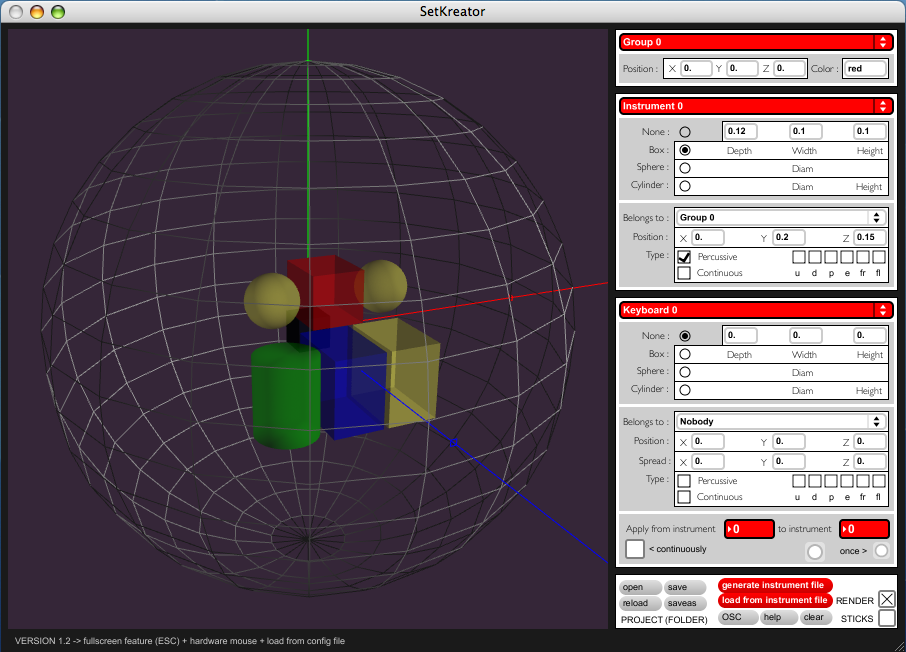 SetKreator
Group 0
Position : X 0. Y 0. Z 0. Color : red
Instrument 0
None : 0.12 0.1 0.1
Box : Depth Width Height
Sphere : Diam
Cylinder : Diam Height
Belongs to : Group 0
Position : X 0. Y 0.2 Z 0.15
Type : Percussive
Continuous u d p e fr fl
Keyboard 0
None : 0. 0. 0.
Box : Depth Width Height
Sphere : Diam
Cylinder : Diam Height
Belongs to : Nobody
Position : X 0. Y 0. Z 0.
Spread : X 0. Y 0. Z 0.
Type : Percussive
Continuous u d p e fr fl
Apply from instrument 0 to instrument 0
< continuously once >
open save generate instrument file
reload saveas load from instrument file RENDER
PROJECT (FOLDER) OSC help clear STICKS
VERSION 1.2 -> fullscreen feature (ESC) + hardware mouse + load from config file